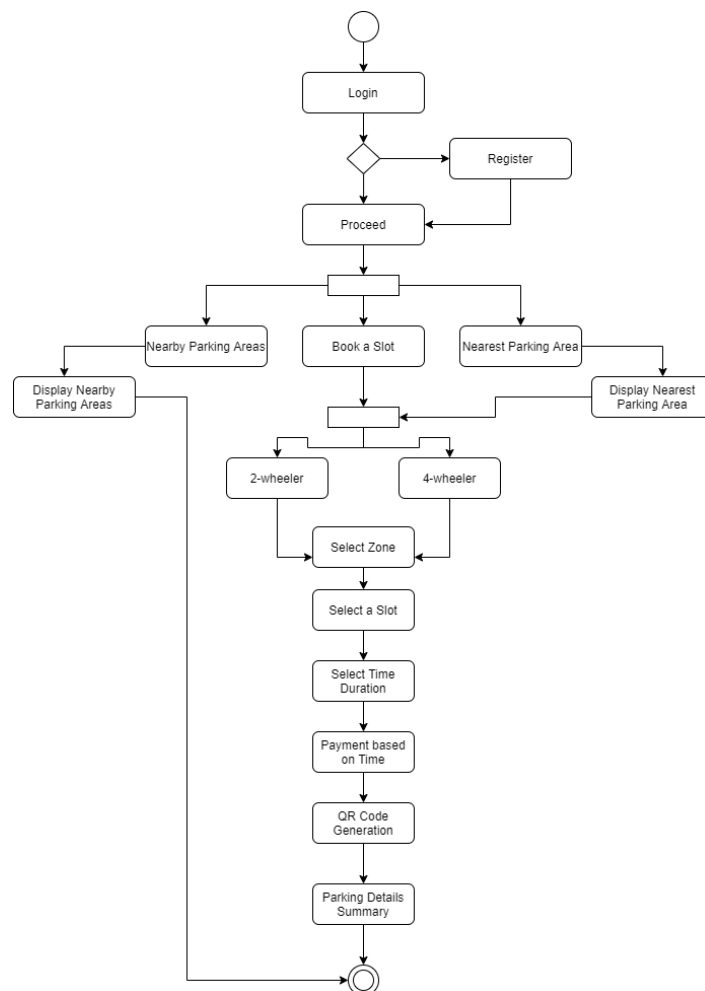 Login
Register
Proceed
Nearby Parking Areas
Book a Slot
Nearest Parking Area
Display Nearby
Parking Areas
Display Nearest
Parking Area
2-wheeler
4-wheeler
Select Zone
Select a Slot
Select Time
Duration
Payment based
on Time
QR Code
Generation
Parking Details
Summary